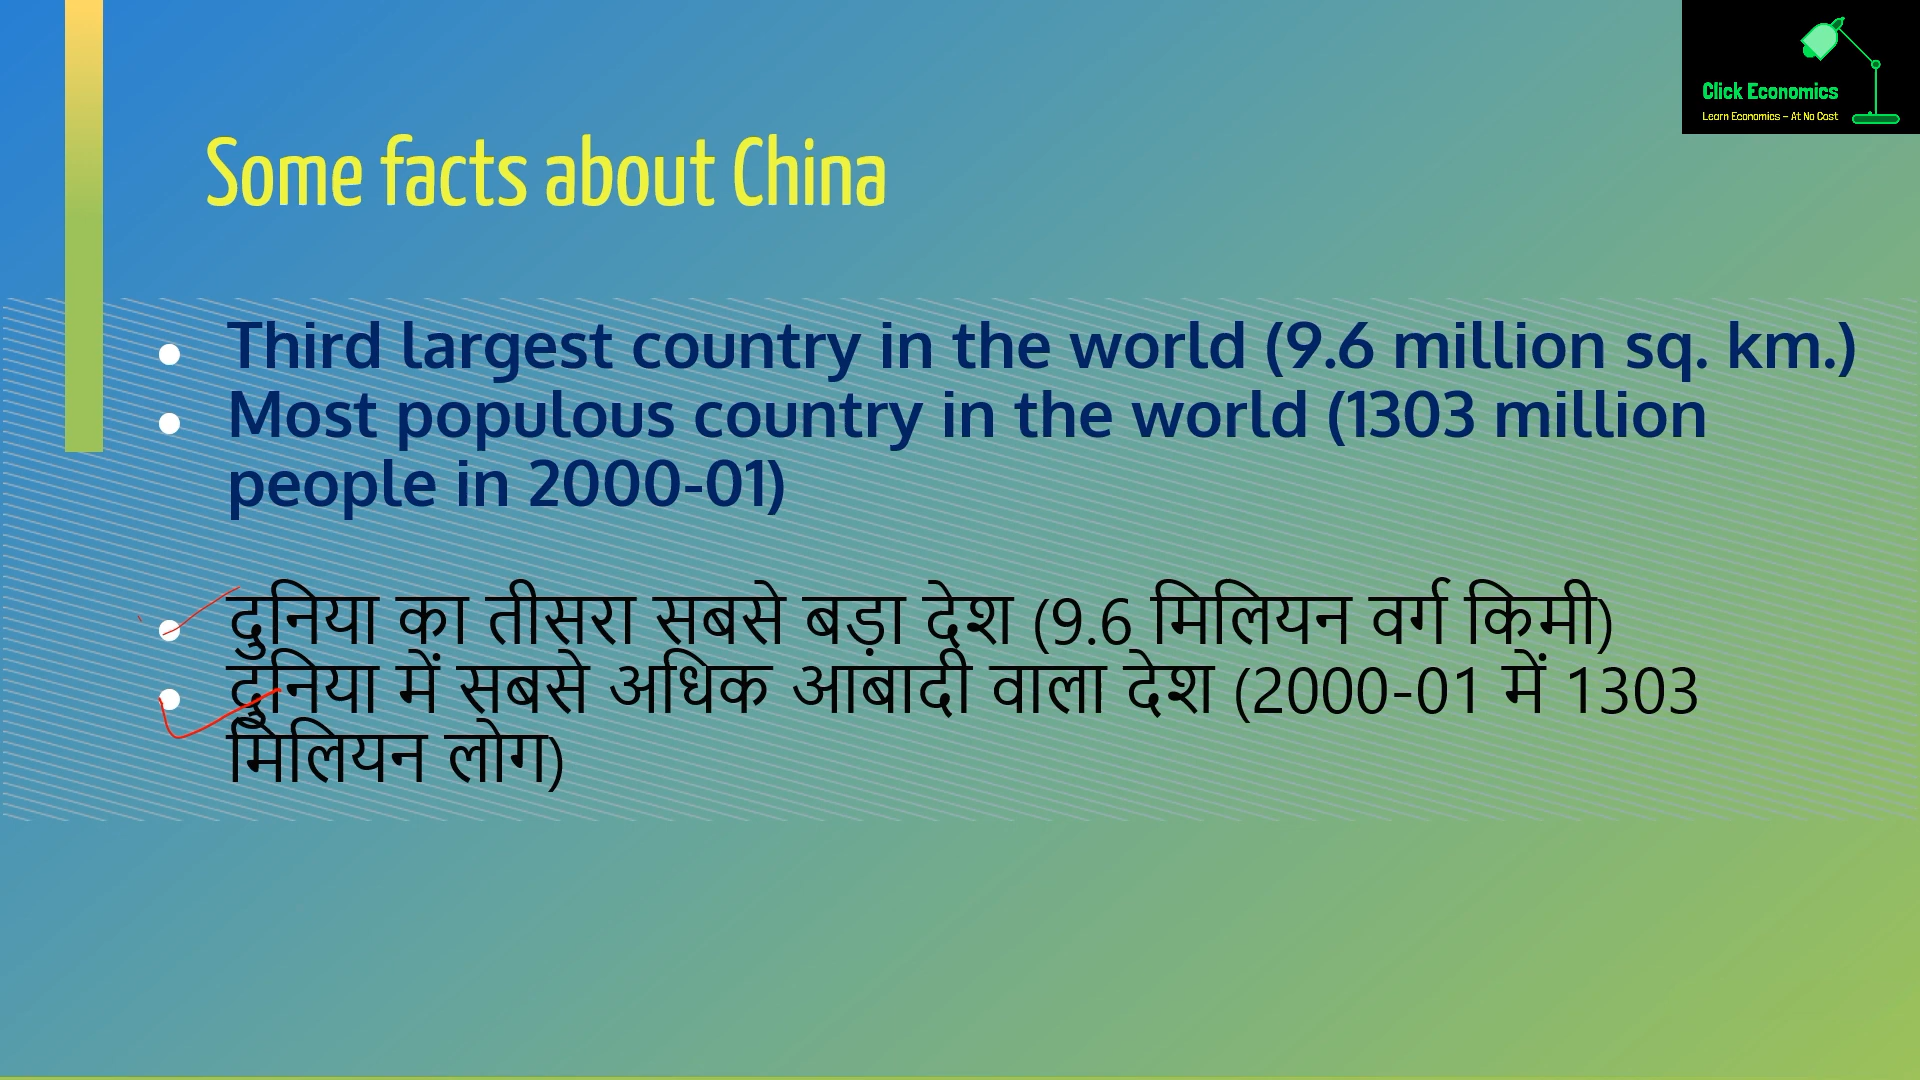 Click Economics
Learn Economics - At No Cost
Some facts about China
Third largest country in the world (9.6 million sq. km.)
Most populous country in the world (1303 million
people in 2000-01)
दुनिया का तीसरा सबसे बड़ा देश (9.6 मिलियन वर्ग किमी)
दुनिया में सबसे अधिक आबादी वाला देश (2000-01 में 1303
मिलियन लोग)